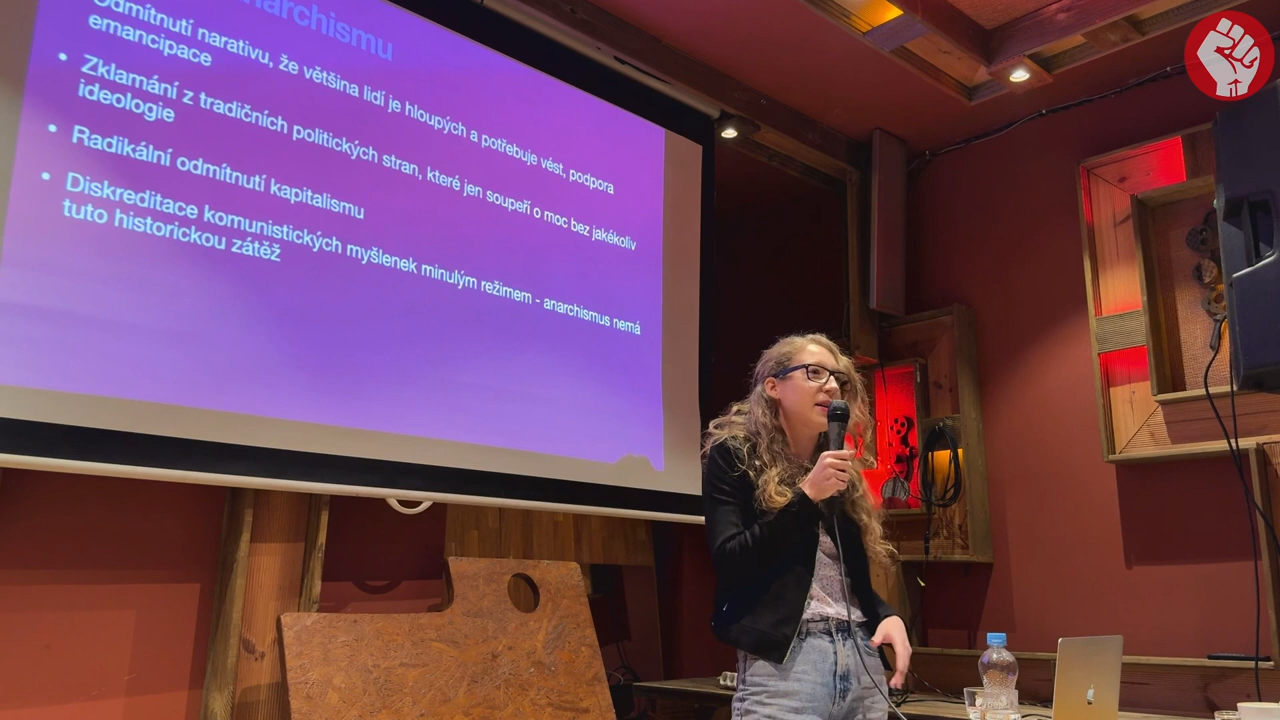 anarchismu
Odmítnutí narativu, že většina lidí je hloupých a potřebuje vést, podpora
emancipace
• Zklamání z tradičních politických stran, které jen soupeří o moc bez jakékoliv
ideologie
• Radikální odmítnutí kapitalismu
• Diskreditace komunistických myšlenek minulým režimem - anarchismus nemá
tuto historickou zátěž